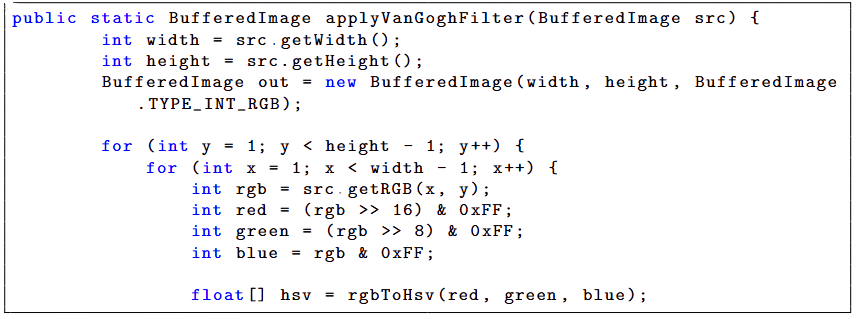 public static BufferedImage applyVanGoghFilter(BufferedImage src) {
int width = src.getWidth();
int height = src.getHeight();
BufferedImage out = new BufferedImage(width, height, BufferedImage
.TYPE_INT_RGB);
for (int y = 1; y < height - 1; y++) {
for (int x = 1; x < width - 1; x++) {
int rgb = src.getRGB(x, y);
int red = (rgb >> 16) & 0xFF;
int green = (rgb >> 8) & 0xFF;
int blue = rgb & 0xFF;
float[] hsv = rgbToHsv(red, green, blue);